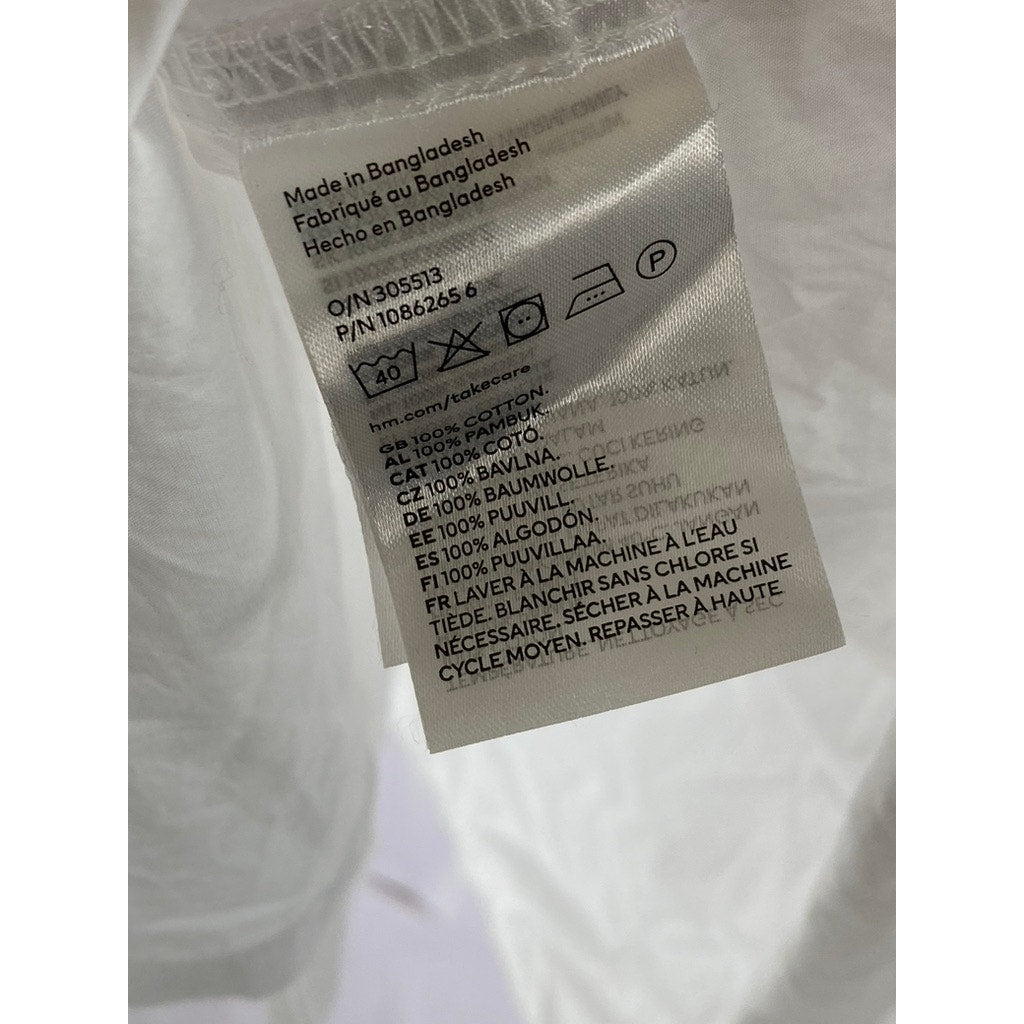 Made in Bangladesh
Fabriqué au Bangladesh
Hecho en Bangladesh
O/N 305513
P/N 1086265 6
40
P
hm.com/takecare
GB 100% COTTON.
AL 100% PAMBUK.
CAT 100% COTÓ.
CZ 100% BAVLNA.
DE 100% BAUMWOLLE.
EE 100% PUUVILL.
ES 100% ALGODÓN.
FI 100% PUUVILLAA.
FR LAVER À LA MACHINE À L'EAU
TIÈDE. BLANCHIR SANS CHLORE SI
NÉCESSAIRE. SÉCHER À LA MACHINE
CYCLE MOYEN. REPASSER À HAUTE